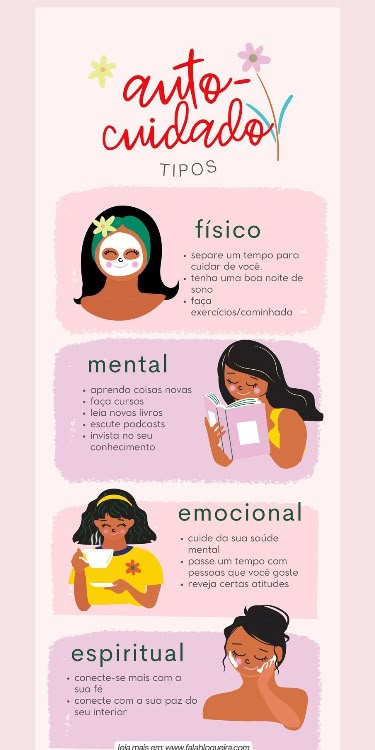 auto-
cuidado
TIPOS
físico
• separe um tempo para
cuidar de você.
• tenha uma boa noite de
sono
• faça
exercícios/caminhada
mental
• aprenda coisas novas
• faça cursos
• leia novos livros
• escute podcasts
• invista no seu
conhecimento
emocional
• cuide da sua saúde
mental
• passe um tempo com
pessoas que você goste
• reveja certas atitudes
espiritual
• conecte-se mais com a
sua fé
• conecte com a sua paz do
seu interior
leia mais em: www.falablogueira.com